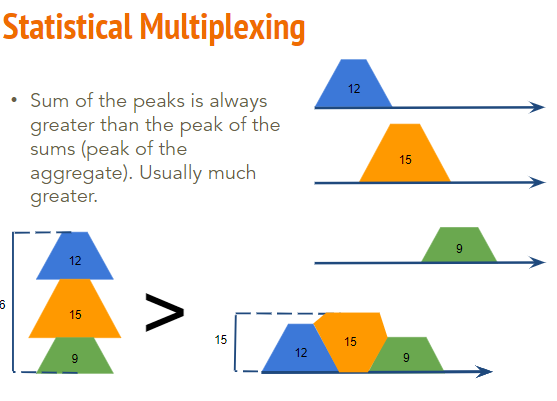 Statistical Multiplexing
• Sum of the peaks is always
greater than the peak of the
sums (peak of the
aggregate). Usually much
greater.
12
15
9
6
12
15
9
>
15
12
15
9